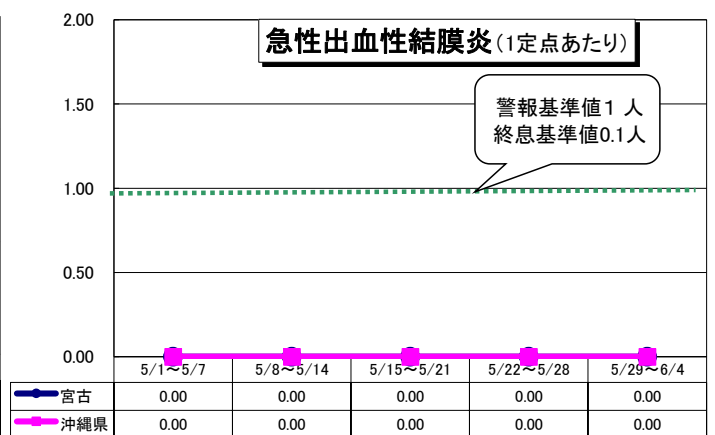 急性出血性結膜炎(1定点あたり)
警報基準値1 人
終息基準値0.1人
2.00
1.50
1.00
0.50
0.00
5/1～5/7 5/8～5/14 5/15～5/21 5/22～5/28 5/29～6/4
宮古 0.00 0.00 0.00 0.00 0.00
沖縄県 0.00 0.00 0.00 0.00 0.00